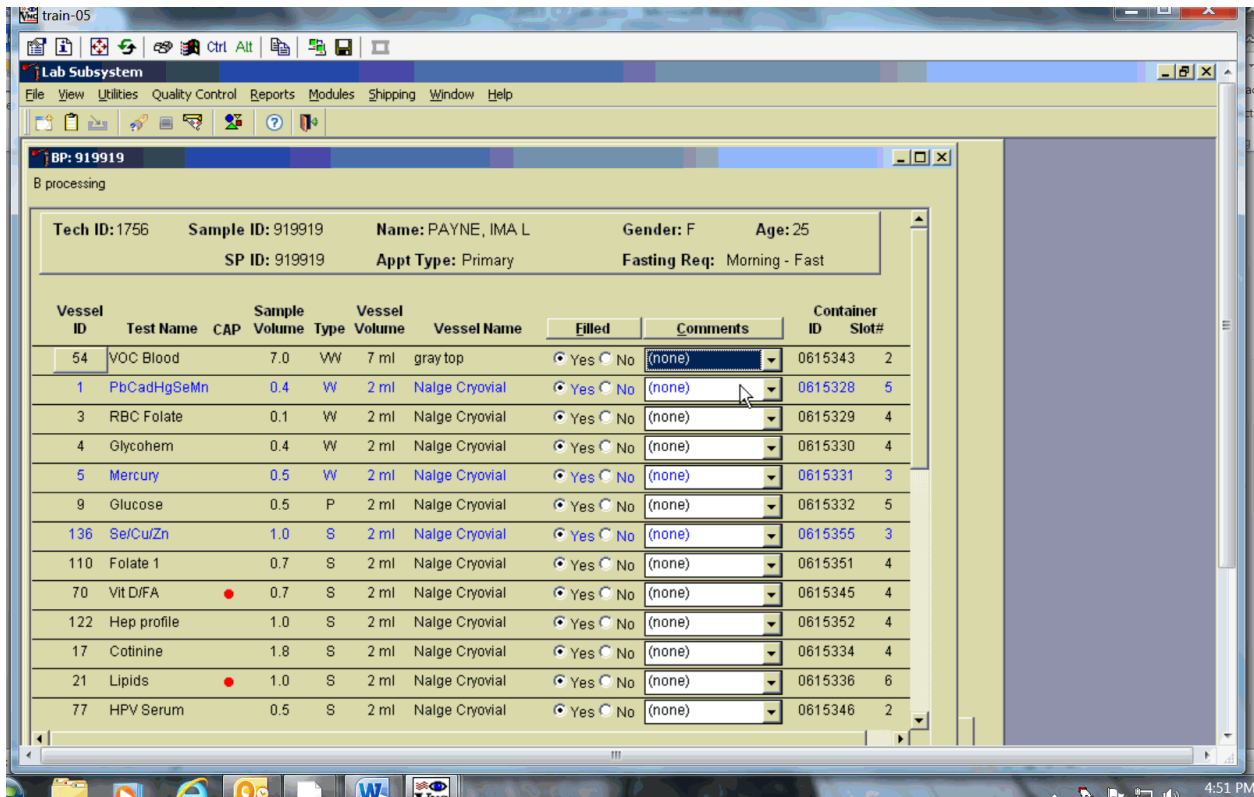 train-05
Ctrl Alt
Lab Subsystem
File View Utilities Quality Control Reports Modules Shipping Window Help
BP: 919919
B processing
Tech ID: 1756 Sample ID: 919919 Name: PAYNE, IMA L Gender: F Age: 25
SP ID: 919919 Appt Type: Primary Fasting Req: Morning - Fast
Vessel Sample Vessel Container
ID Test Name CAP Volume Type Volume Vessel Name Filled Comments ID Slot#
54 VOC Blood 7.0 VW 7 ml gray top Yes No (none) 0615343 2
1 PbCadHgSeMn 0.4 W 2 ml Nalge Cryovial Yes No (none) 0615328 5
3 RBC Folate 0.1 W 2 ml Nalge Cryovial Yes No (none) 0615329 4
4 Glycohem 0.4 W 2 ml Nalge Cryovial Yes No (none) 0615330 4
5 Mercury 0.5 W 2 ml Nalge Cryovial Yes No (none) 0615331 3
9 Glucose 0.5 P 2 ml Nalge Cryovial Yes No (none) 0615332 5
136 Se/Cu/Zn 1.0 S 2 ml Nalge Cryovial Yes No (none) 0615355 3
110 Folate 1 0.7 S 2 ml Nalge Cryovial Yes No (none) 0615351 4
70 Vit D/FA 0.7 S 2 ml Nalge Cryovial Yes No (none) 0615345 4
122 Hep profile 1.0 S 2 ml Nalge Cryovial Yes No (none) 0615352 4
17 Cotinine 1.8 S 2 ml Nalge Cryovial Yes No (none) 0615334 4
21 Lipids 1.0 S 2 ml Nalge Cryovial Yes No (none) 0615336 6
77 HPV Serum 0.5 S 2 ml Nalge Cryovial Yes No (none) 0615346 2
4:51 PM